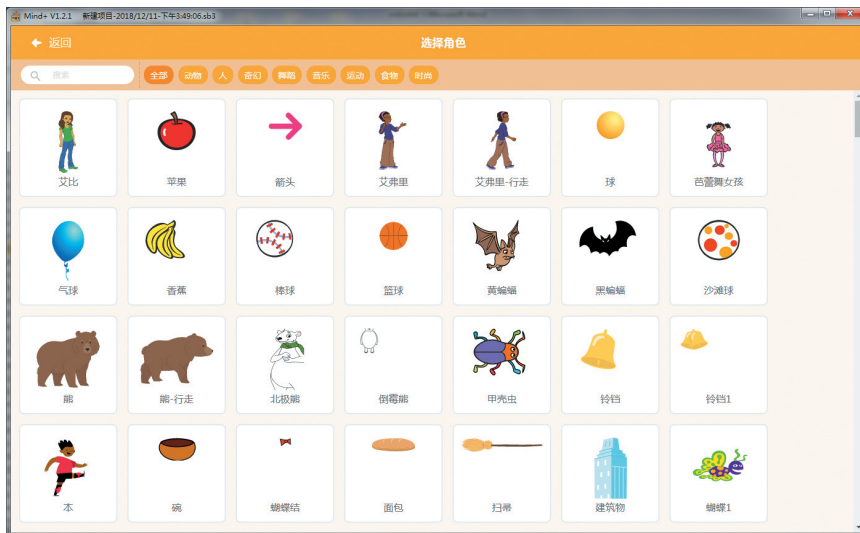 Mind+ V1.2.1 新建项目-2018/12/11-下午3:49:06.sb3
返回
选择角色
搜索
全部 动物 人 奇幻 舞蹈 音乐 运动 食物 时尚
艾比 苹果 箭头 艾弗里 艾弗里-行走 球 芭蕾舞女孩
气球 香蕉 棒球 篮球 黄蝙蝠 黑蝙蝠 沙滩球
熊 熊-行走 北极熊 倒霉熊 甲壳虫 铃铛 铃铛1
本 碗 蝴蝶结 面包 扫帚 建筑物 蝴蝶1